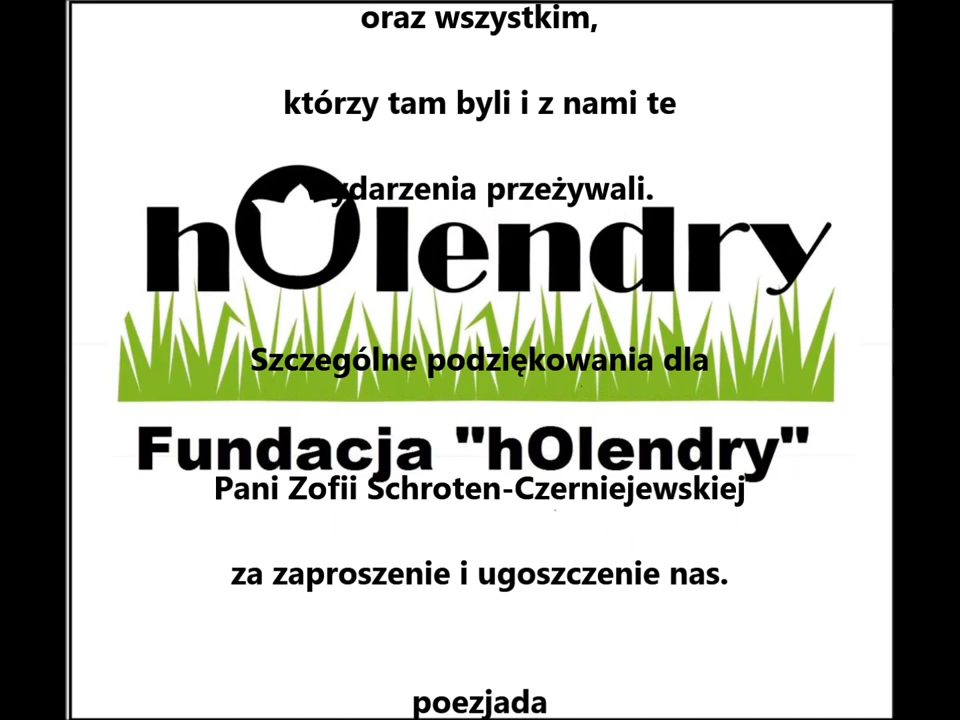 oraz wszystkim,
którzy tam byli i z nami te
wydarzenia przeżywali.
hOlendry
Szczególne podziękowania dla
Fundacja "hOlendry"
Pani Zofii Schroten-Czerniejewskiej
za zaproszenie i ugoszczenie nas.
poezjada